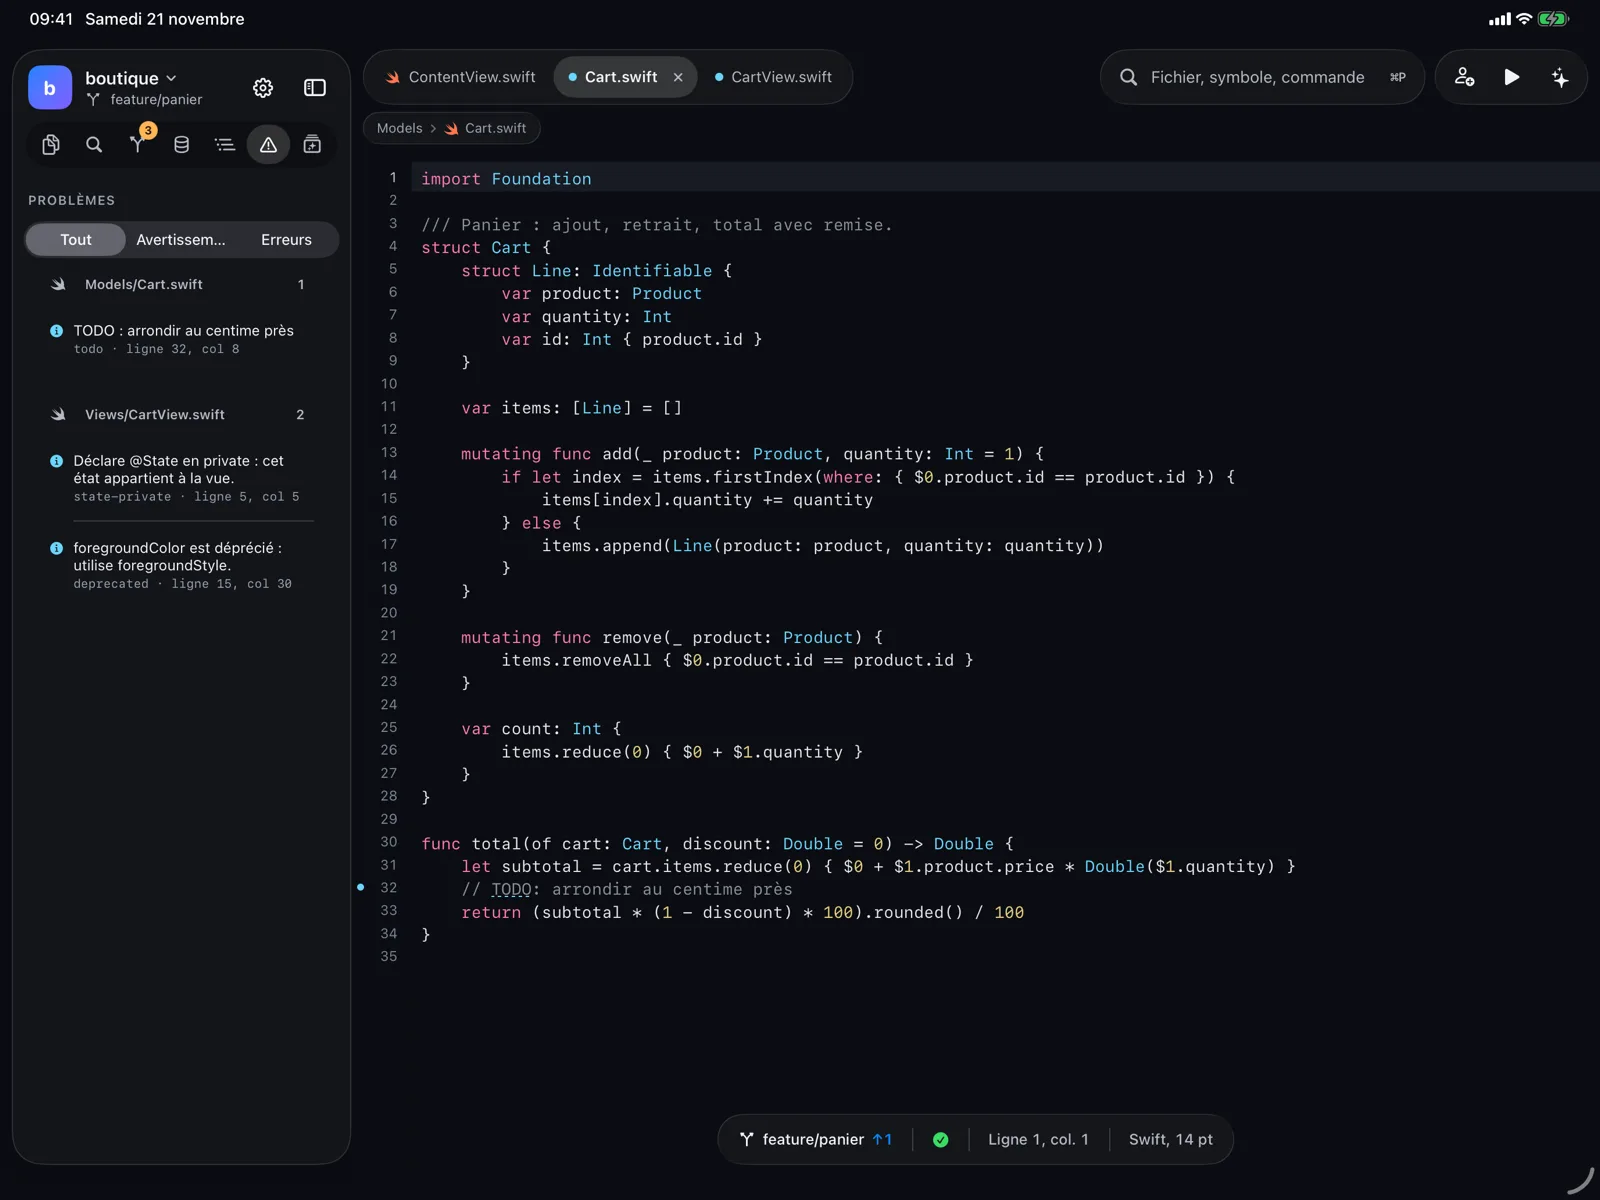 09:41 Samedi 21 novembre
b
boutique
feature/panier
3
PROBLÈMES
Tout Avertissem... Erreurs
Models/Cart.swift 1
TODO : arrondir au centime près
todo · ligne 32, col 8
Views/CartView.swift 2
Déclare @State en private : cet
état appartient à la vue.
state-private · ligne 5, col 5
foregroundColor est déprécié :
utilise foregroundStyle.
deprecated · ligne 15, col 30
ContentView.swift Cart.swift × CartView.swift
Fichier, symbole, commande ⌘P
Models > Cart.swift
1 import Foundation
2
3 /// Panier : ajout, retrait, total avec remise.
4 struct Cart {
5     struct Line: Identifiable {
6         var product: Product
7         var quantity: Int
8         var id: Int { product.id }
9     }
10
11     var items: [Line] = []
12
13     mutating func add(_ product: Product, quantity: Int = 1) {
14         if let index = items.firstIndex(where: { $0.product.id == product.id }) {
15             items[index].quantity += quantity
16         } else {
17             items.append(Line(product: product, quantity: quantity))
18         }
19     }
20
21     mutating func remove(_ product: Product) {
22         items.removeAll { $0.product.id == product.id }
23     }
24
25     var count: Int {
26         items.reduce(0) { $0 + $1.quantity }
27     }
28 }
29
30 func total(of cart: Cart, discount: Double = 0) -> Double {
31     let subtotal = cart.items.reduce(0) { $0 + $1.product.price * Double($1.quantity) }
32     // TODO: arrondir au centime près
33     return (subtotal * (1 - discount) * 100).rounded() / 100
34 }
35
feature/panier ↑1 Ligne 1, col. 1 Swift, 14 pt